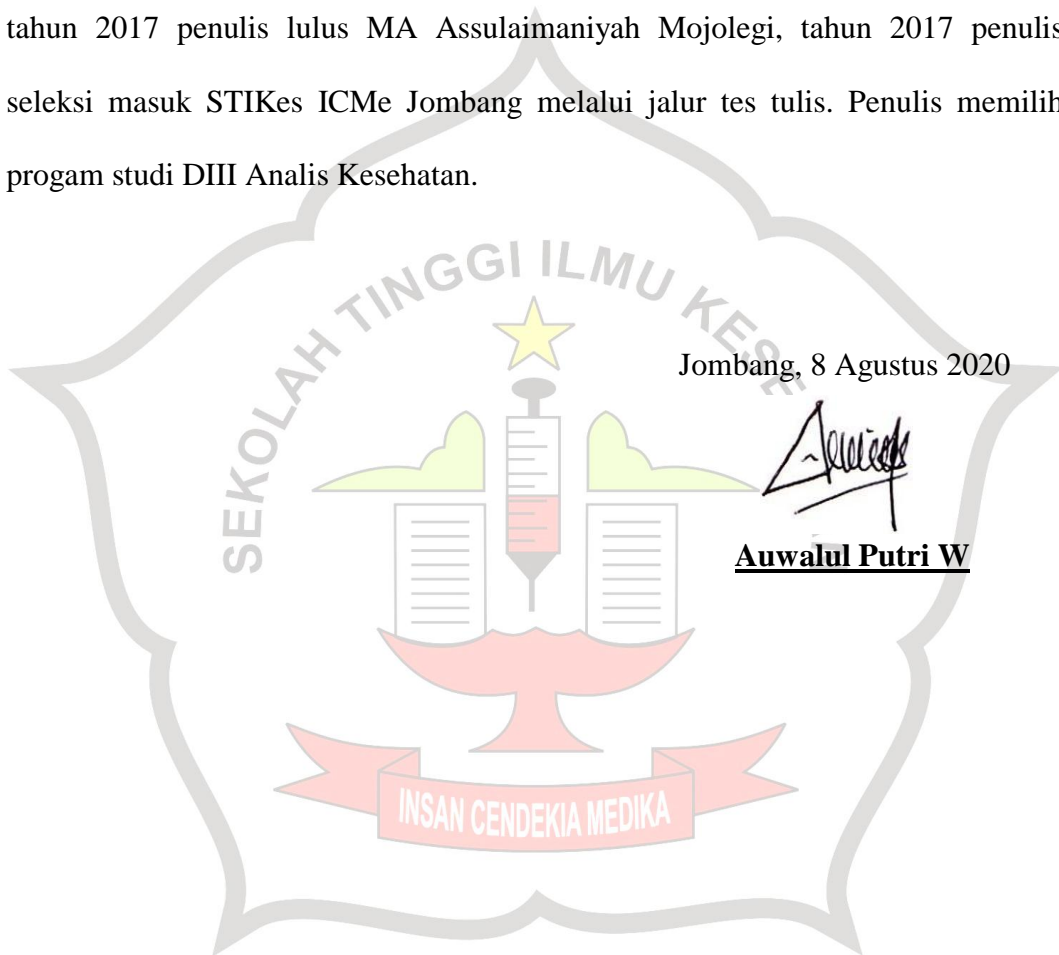 tahun 2017 penulis lulus MA Assulaimaniyah Mojolegi, tahun 2017 penulis
seleksi masuk STIKes ICMe Jombang melalui jalur tes tulis. Penulis memilih
progam studi DIII Analis Kesehatan.
SEKOLAH TINGGI ILMU KESE
Jombang, 8 Agustus 2020
Auwalul Putri W
INSAN CENDEKIA MEDIKA